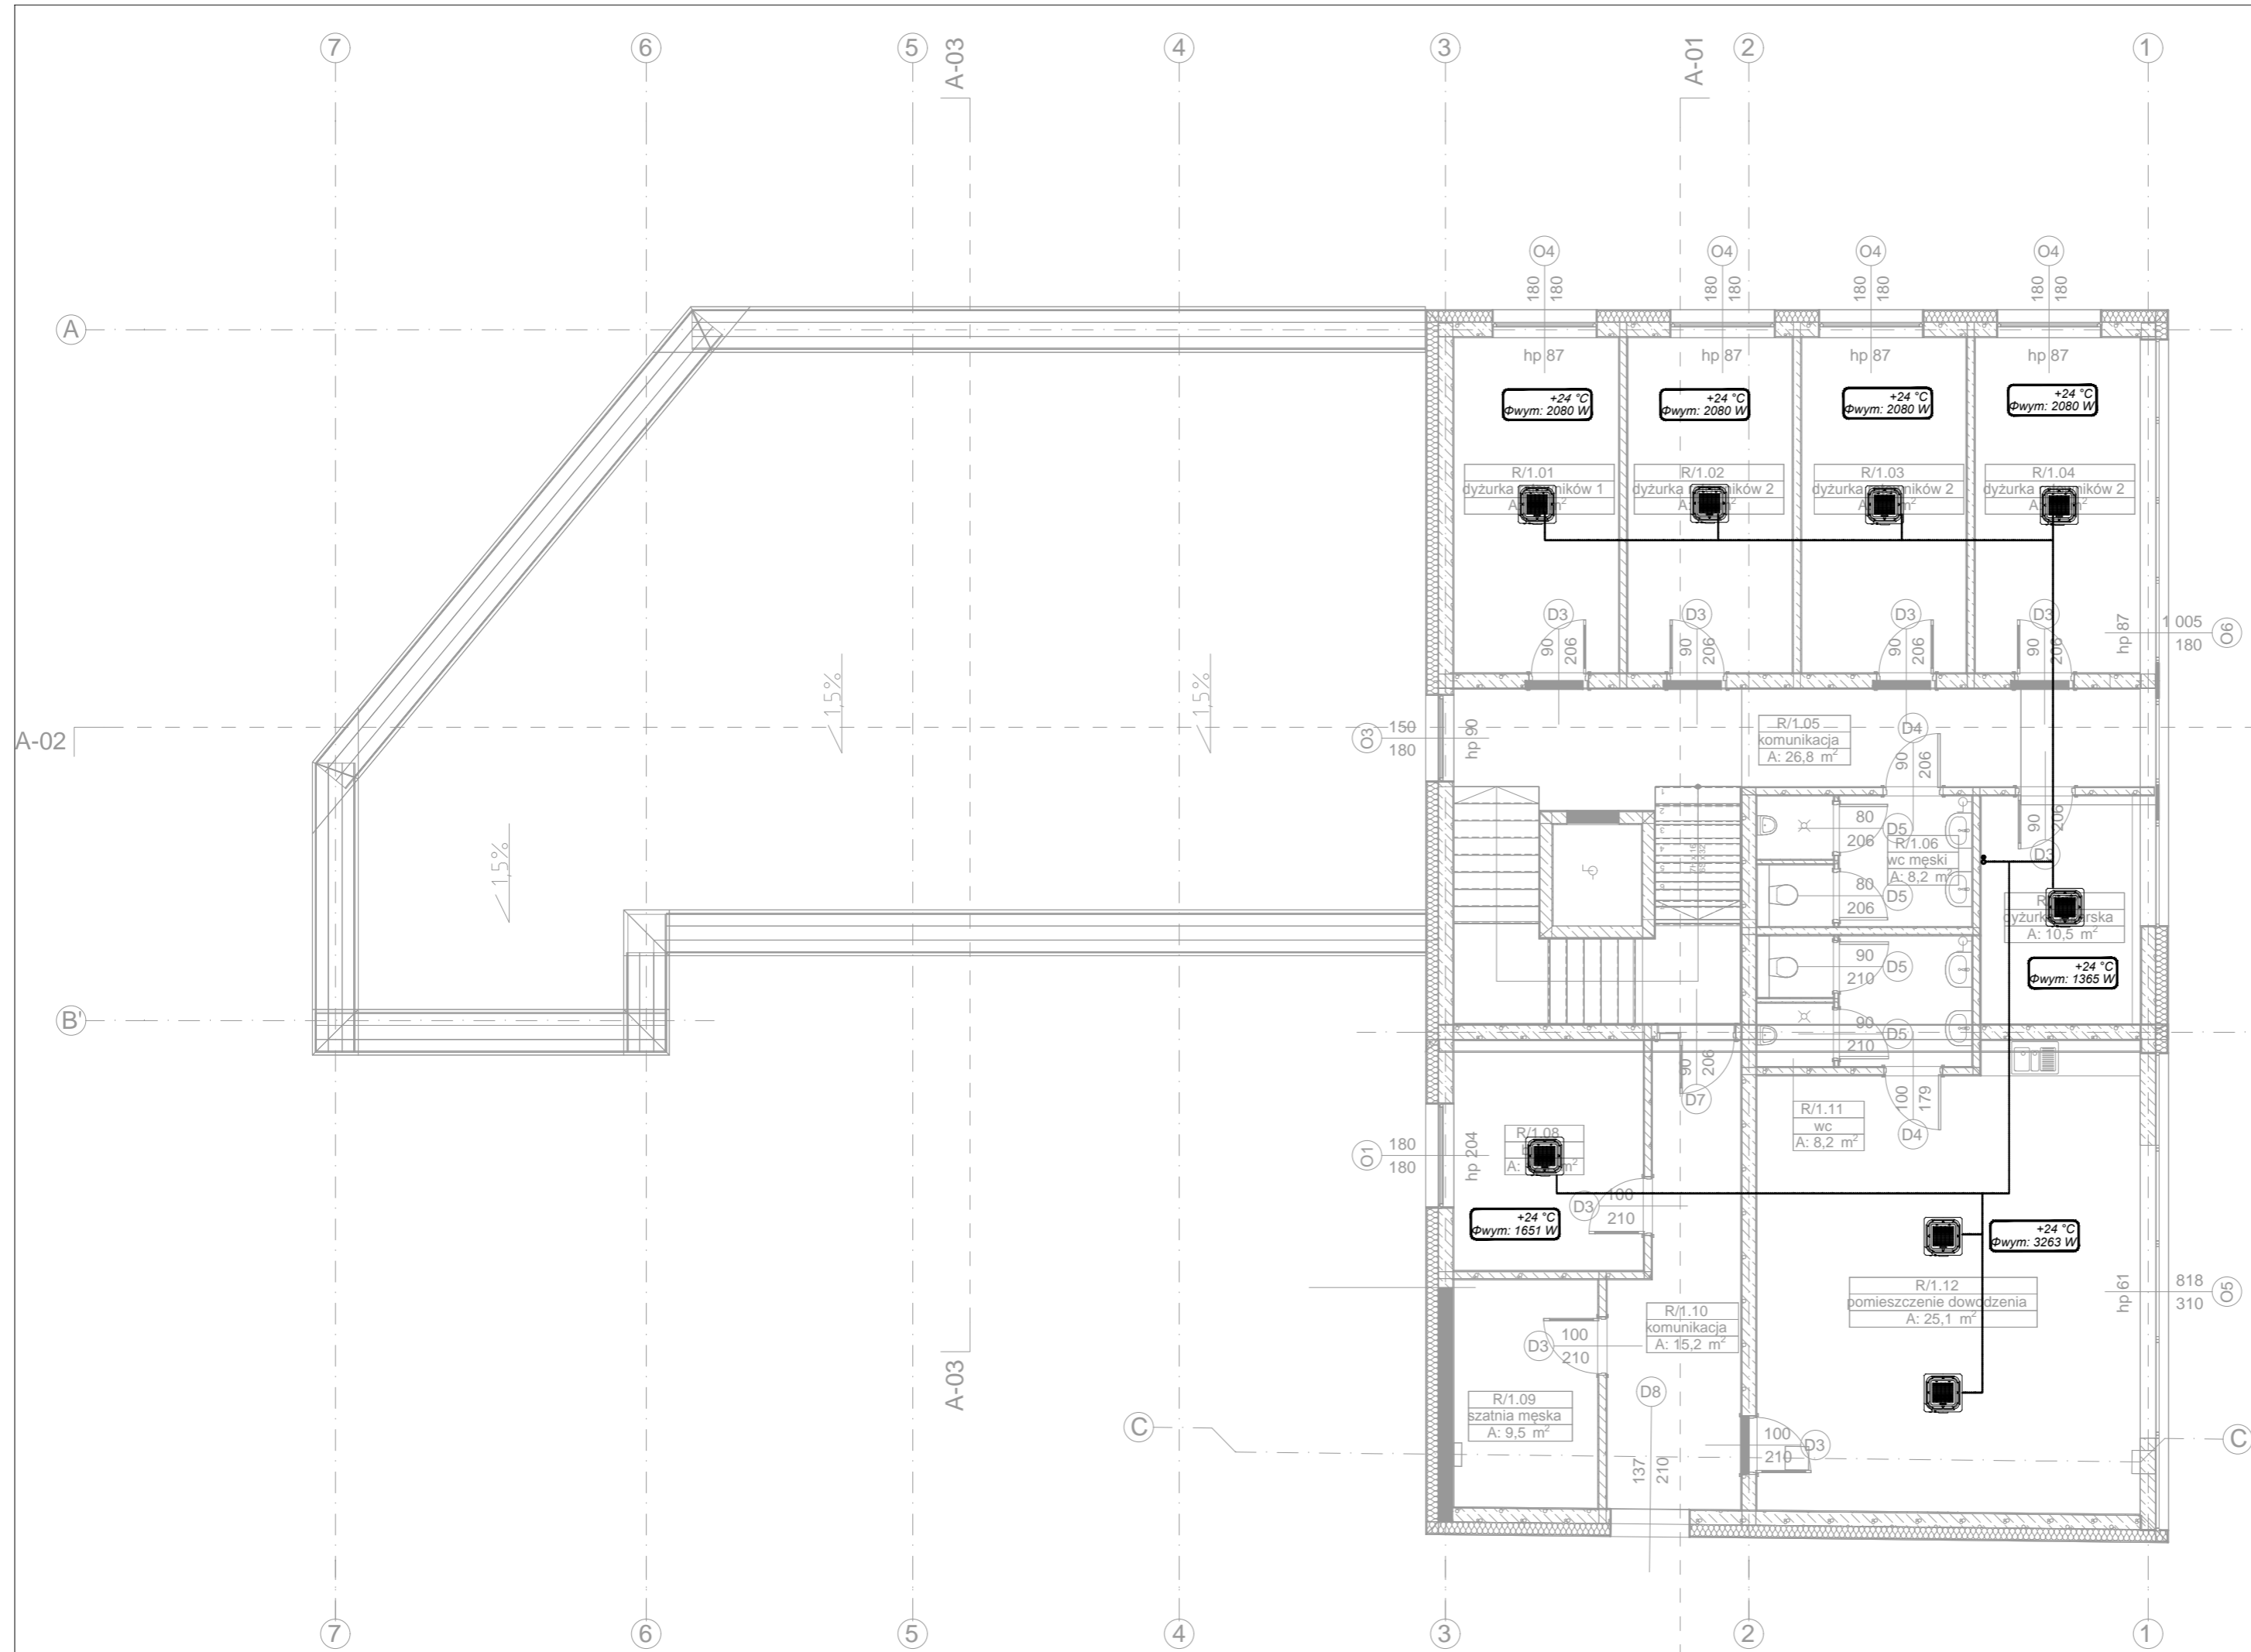 7 6 5 4 3 2 1
A-03
A-01
O4 O4 O4 O4
180 180 180 180
180 180 180 180
A
hp 87 hp 87 hp 87 hp 87
+24 °C
Φwym: 2080 W
+24 °C
Φwym: 2080 W
+24 °C
Φwym: 2080 W
+24 °C
Φwym: 2080 W
R/1.01
dyżurka ników 1
R/1.02
dyżurka ników 2
R/1.03
dyżurka ników 2
R/1.04
dyżurka ników 2
D3 D3 D3 D3
90 206
90 206
90 206
90 206
hp 87
1 005
180
O6
1,5%
1,5%
1,5%
A-02
O3
150
180
hp 90
R/1.05
komunikacja
A: 26,8 m²
D4
90 206
90 206
D3
80
206
D5
R/1.06
wc męski
A: 8,2 m²
80
206
D5
A: 10,5 m²
90
210
D5
+24 °C
Φwym: 1365 W
90
210
D5
B'
90 206
D7
100 179
D4
R/1.11
wc
A: 8,2 m²
R/1.08
O1
180
180
hp 204
100
210
D3
+24 °C
Φwym: 1651 W
+24 °C
Φwym: 3263 W
R/1.12
pomieszczenie dowodzenia
A: 25,1 m²
hp 61
818
310
O5
R/1.10
komunikacja
A: 15,2 m²
100
210
D3
A-03
R/1.09
szatnia męska
A: 9,5 m²
D8
137 210
100
210
D3
C
C
7 6 5 4 3 2 1